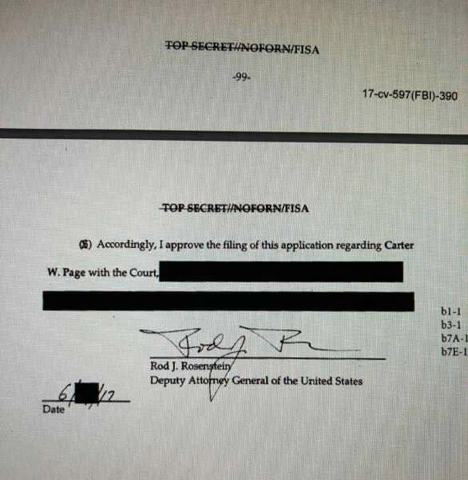 TOP SECRET//NOFORN/FISA
-99-
17-cv-597(FBI)-390
TOP SECRET//NOFORN/FISA
Accordingly, I approve the filing of this application regarding Carter
W. Page with the Court,
b1-1
b3-1
b7A-1
b7E-1
Rod J. Rosenstein
Deputy Attorney General of the United States
6/ /17
Date